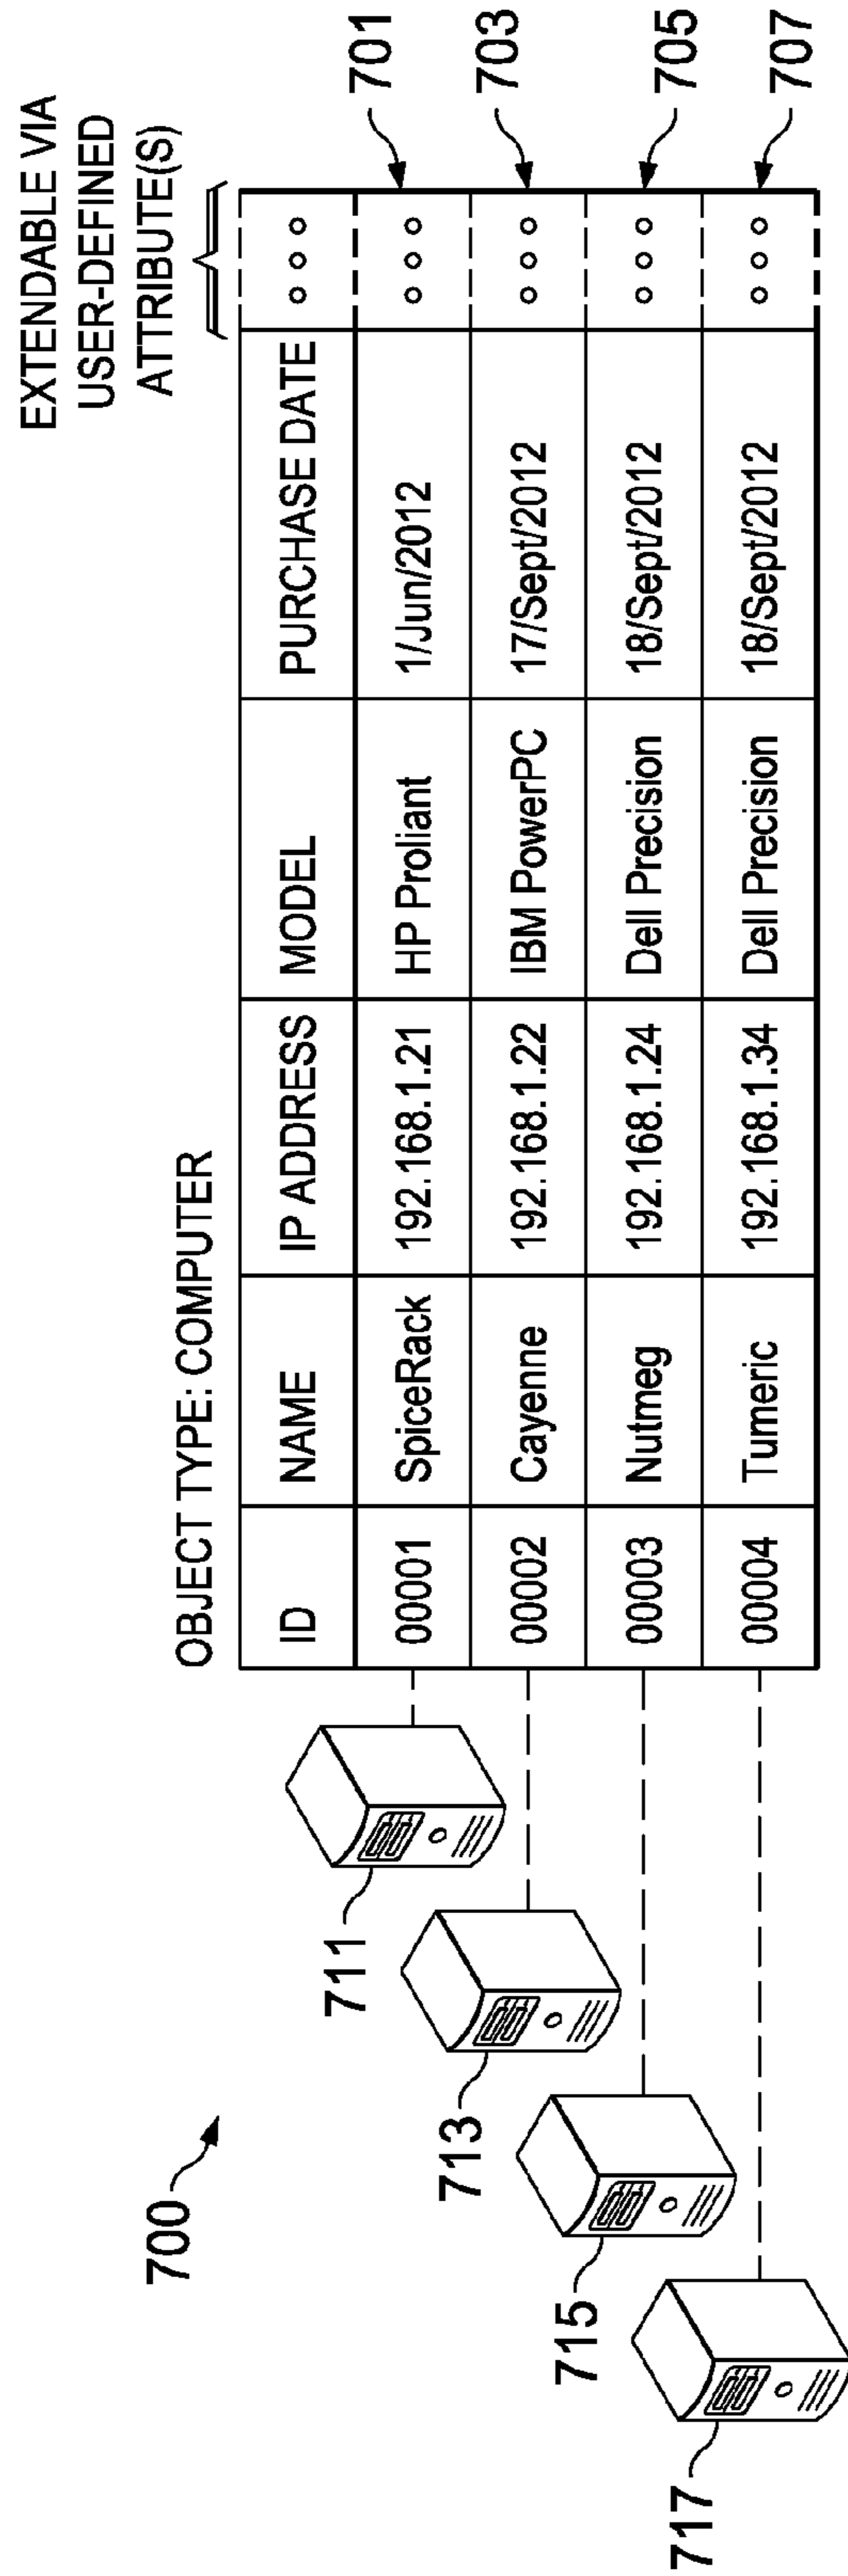 EXTENDABLE VIA
USER-DEFINED
ATTRIBUTE(S)
OBJECT TYPE: COMPUTER
ID NAME IP ADDRESS MODEL PURCHASE DATE
00001 SpiceRack 192.168.1.21 HP Proliant 1/Jun/2012 701
00002 Cayenne 192.168.1.22 IBM PowerPC 17/Sept/2012 703
00003 Nutmeg 192.168.1.24 Dell Precision 18/Sept/2012 705
00004 Tumeric 192.168.1.34 Dell Precision 18/Sept/2012 707
700
711
713
715
717